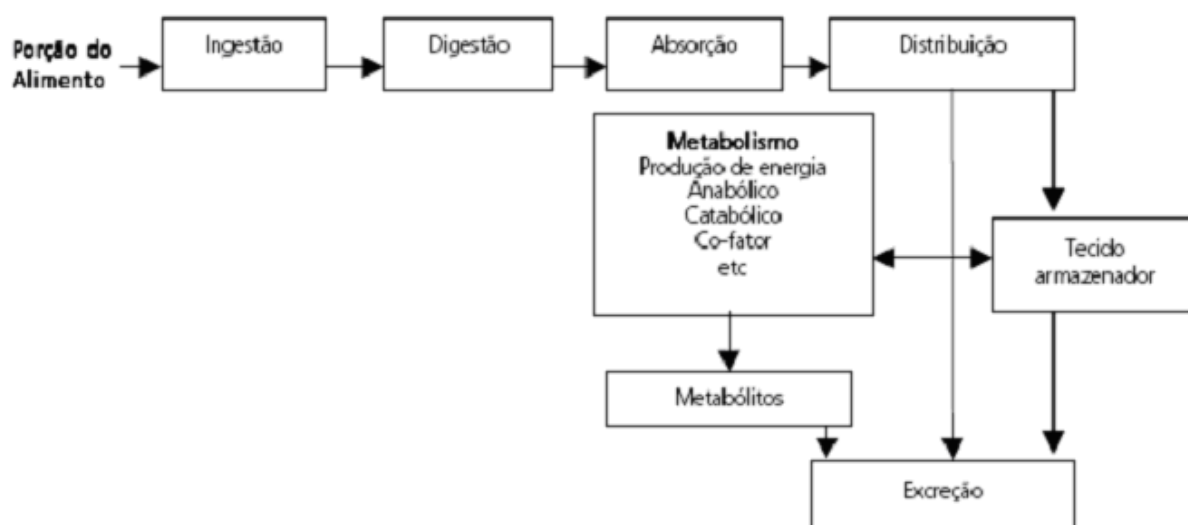 Porção do
Alimento
Ingestão
Digestão
Absorção
Distribuição
Metabolismo
Produção de energia
Anabólico
Catabólico
Co-fator
etc
Tecido
armazenador
Metabólitos
Excreção